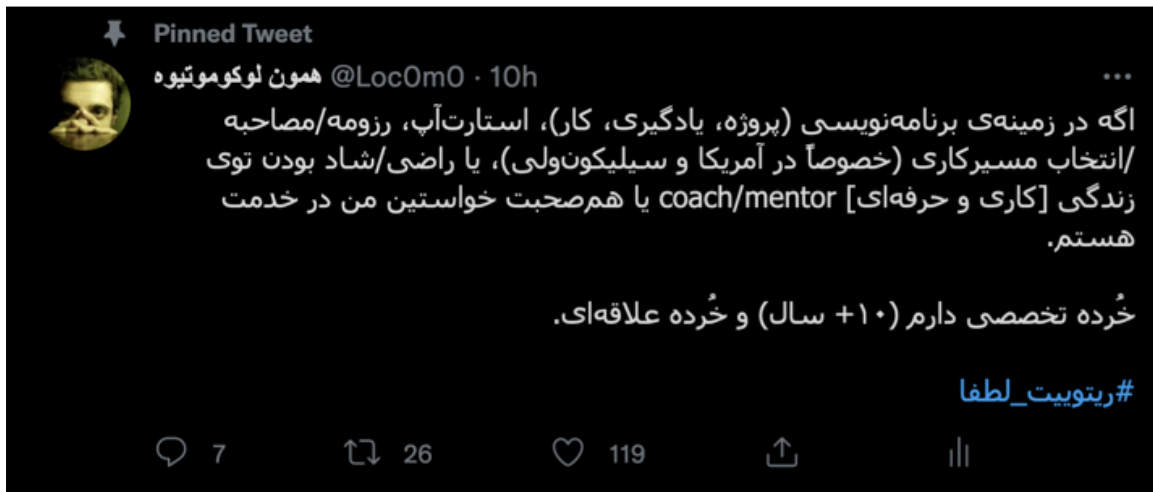 Pinned Tweet
همون لوکوموتیوه @Loc0m0 · 10h
اگه در زمینه‌ی برنامه‌نویسی (پروژه، یادگیری، کار)، استارت‌آپ، رزومه/مصاحبه
/انتخاب مسیرکاری (خصوصاً در آمریکا و سیلیکون‌ولی)، یا راضی/شاد بودن توی
زندگی [کاری و حرفه‌ای] coach/mentor یا هم‌صحبت خواستین من در خدمت
هستم.
خُرده تخصصی دارم (۱۰+ سال) و خُرده علاقه‌ای.
#ریتوییت_لطفا
7 26 119